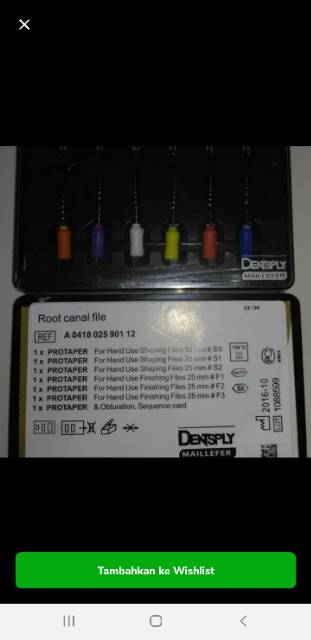 S1
S2
F1
F2
F3
DENTSPLY
MAILLEFER
Root canal file
REF A 0418 025 901 12
1 x PROTAPER For Hand Use Shaping Files 19 mm # SX
1 x PROTAPER For Hand Use Shaping Files 25 mm # S1
1 x PROTAPER For Hand Use Shaping Files 25 mm # S2
1 x PROTAPER For Hand Use Finishing Files 25 mm # F1
1 x PROTAPER For Hand Use Finishing Files 25 mm # F2
1 x PROTAPER For Hand Use Finishing Files 25 mm # F3
1 x PROTAPER & Obturation, Sequence card
2016-10
LOT 1088599
DENTSPLY
MAILLEFER
Tambahkan ke Wishlist